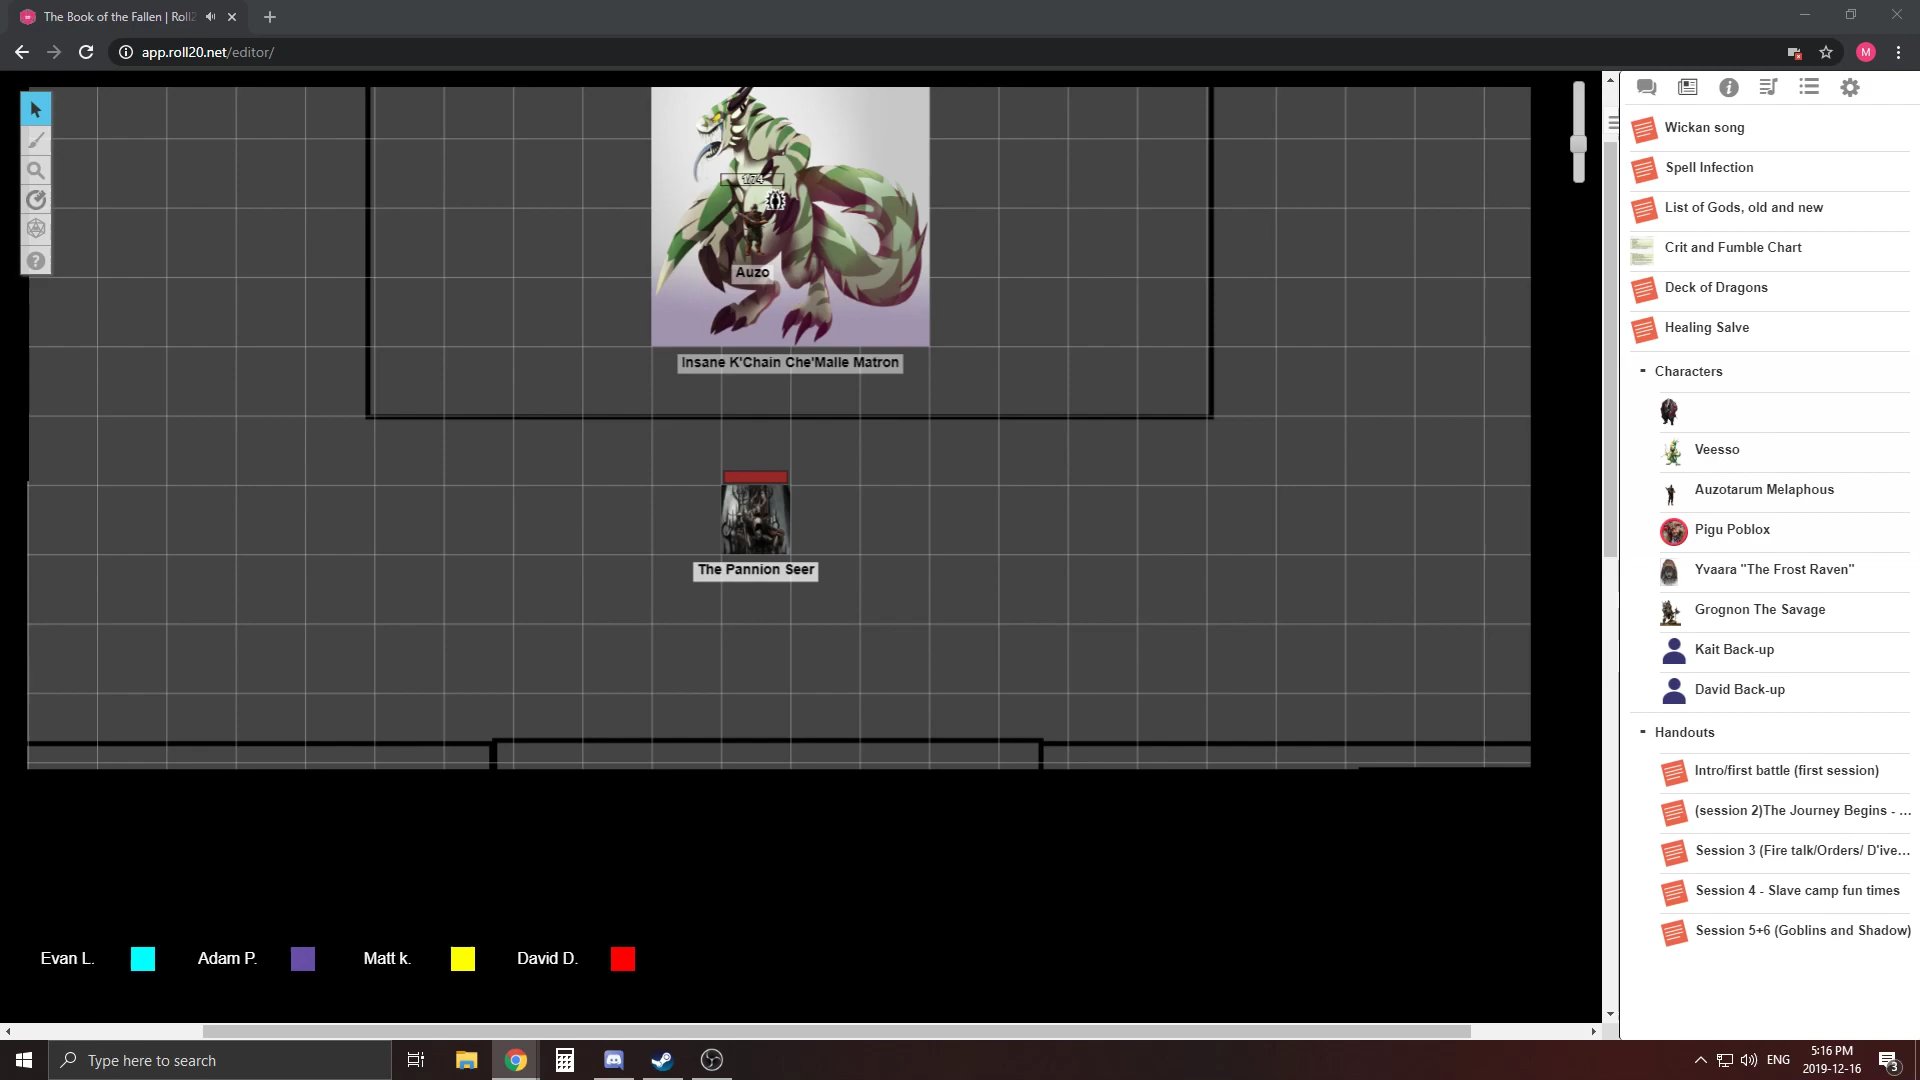 The Book of the Fallen | Roll2
app.roll20.net/editor/
M
Auzo
Insane K'Chain Che'Malle Matron
The Pannion Seer
Wickan song
Spell Infection
List of Gods, old and new
Crit and Fumble Chart
Deck of Dragons
Healing Salve
- Characters
Veesso
Auzotarum Melaphous
Pigu Poblox
Yvaara "The Frost Raven"
Grognon The Savage
Kait Back-up
David Back-up
- Handouts
Intro/first battle (first session)
(session 2)The Journey Begins - ...
Session 3 (Fire talk/Orders/ D'ive...
Session 4 - Slave camp fun times
Session 5+6 (Goblins and Shadow)
Evan L. Adam P. Matt k. David D.
Type here to search
ENG
5:16 PM
2019-12-16
3